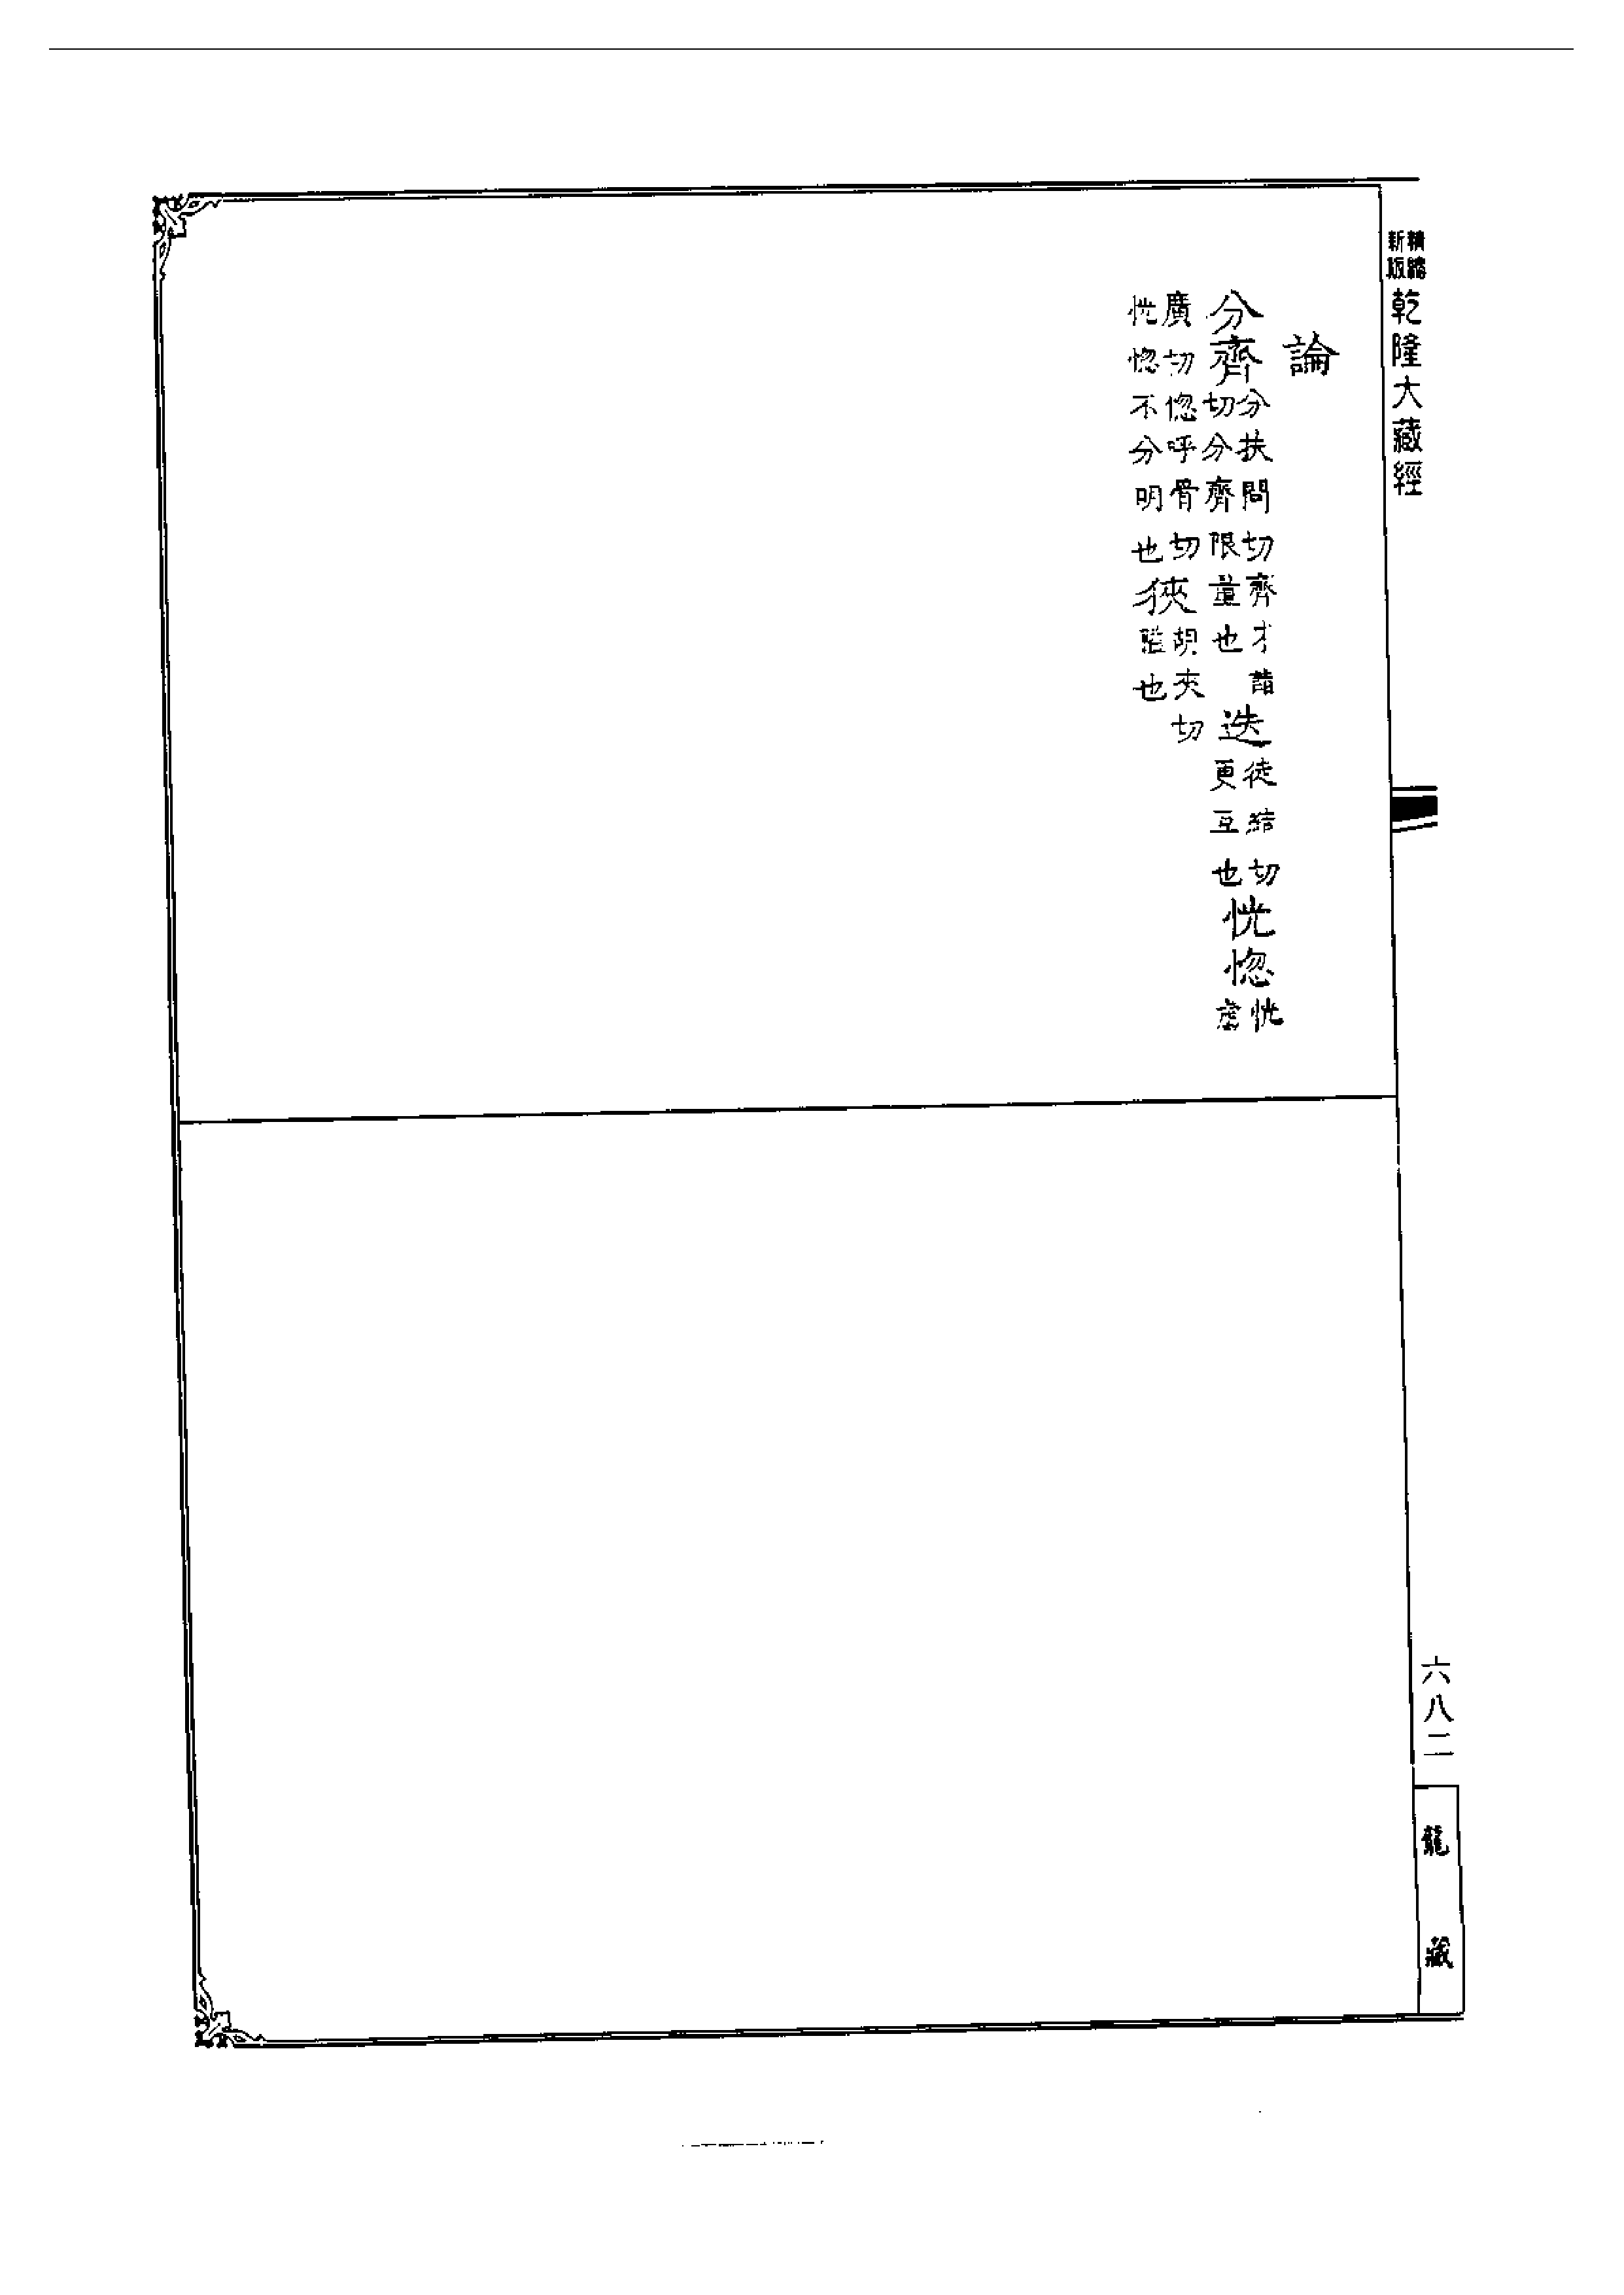 精縮新版
乾隆大藏經
論
分齊分扶問切齊才詣切分齊限量也迭徒結切更互也恍惚恍虛
廣切惚呼骨切恍惚不分明也狹胡夾切隘也
六八二
龍藏